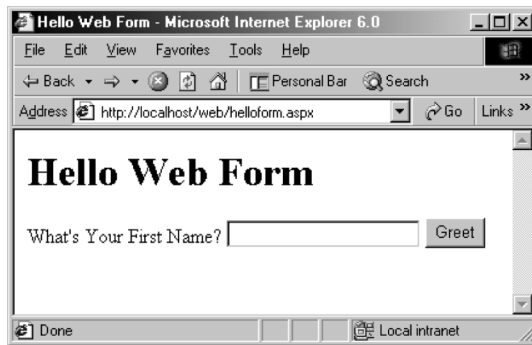 Hello Web Form - Microsoft Internet Explorer 6.0
File Edit View Favorites Tools Help
Back Personal Bar Search »
Address http://localhost/web/helloform.aspx Go Links »
Hello Web Form
What's Your First Name? Greet
Done Local intranet